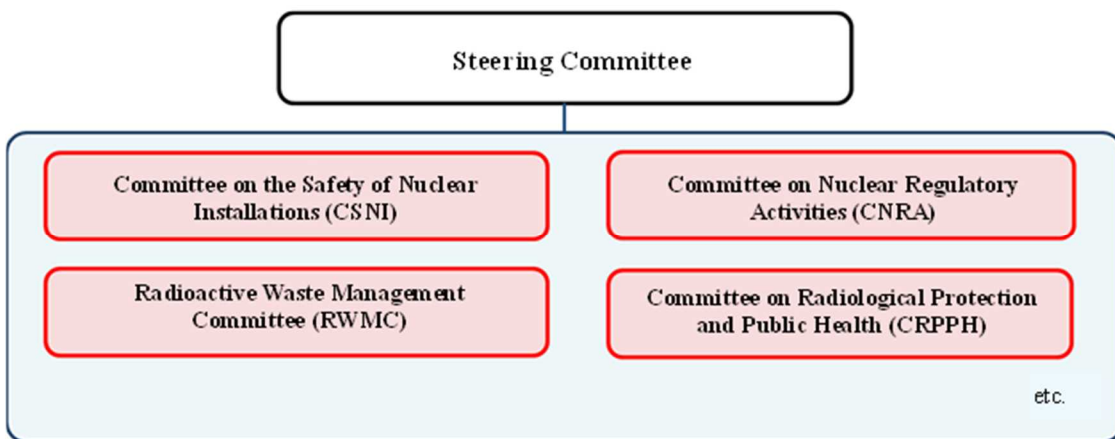 Steering Committee
Committee on the Safety of Nuclear
Installations (CSNI)
Committee on Nuclear Regulatory
Activities (CNRA)
Radioactive Waste Management
Committee (RWMC)
Committee on Radiological Protection
and Public Health (CRPPH)
etc.